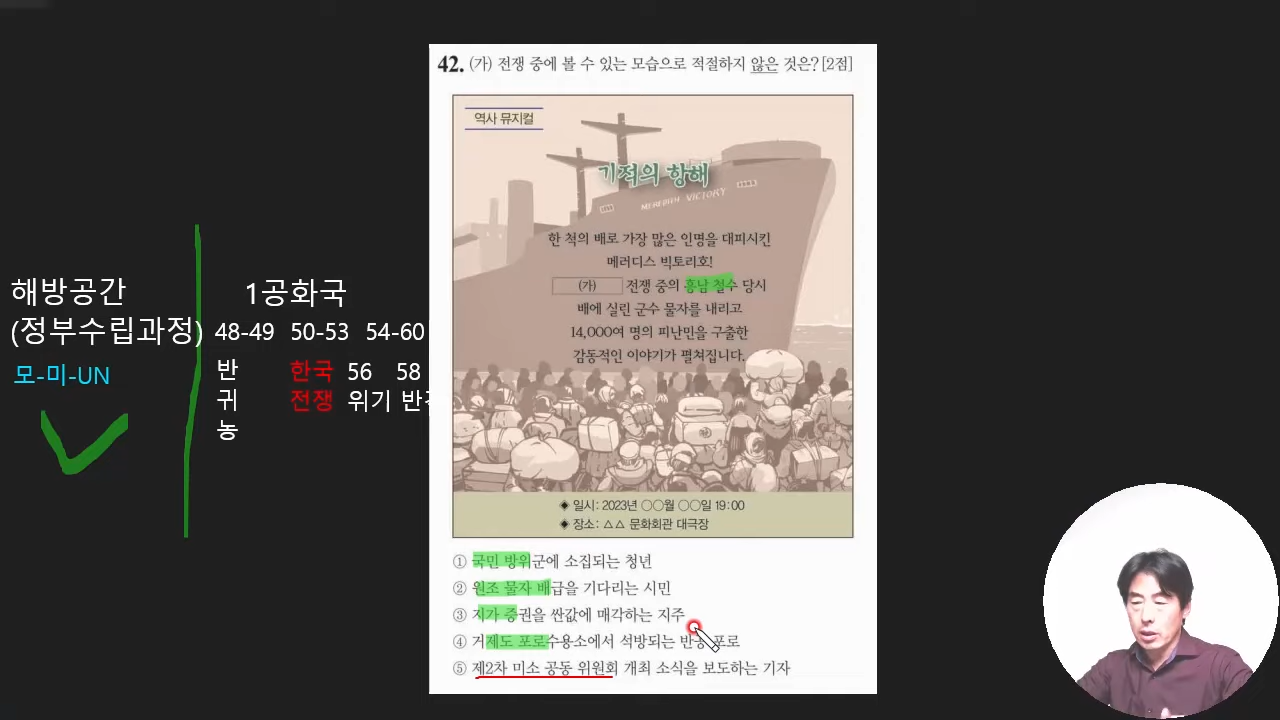 해방공간
(정부수립과정)
모-미-UN
1공화국
48-49 50-53 54-60
반 한국 56 58
귀 전쟁 위기
농
42. (가) 전쟁 중에 볼 수 있는 모습으로 적절하지 않은 것은? [2점]
역사 뮤지컬
기적의 항해
MEREDITH VICTORY
한 척의 배로 가장 많은 인명을 대피시킨
메러디스 빅토리호!
(가) 전쟁 중의 흥남 철수 당시
배에 실린 군수 물자를 내리고
14,000여 명의 피난민을 구출한
감동적인 이야기가 펼쳐집니다.
◈ 일시: 2023년 ○○월 ○○일 19:00
◈ 장소: △△ 문화회관 대극장
① 국민 방위군에 소집되는 청년
② 원조 물자 배급을 기다리는 시민
③ 지가 증권을 싼값에 매각하는 지주
④ 거제도 포로수용소에서 석방되는 반공 포로
⑤ 제2차 미소 공동 위원회 개최 소식을 보도하는 기자